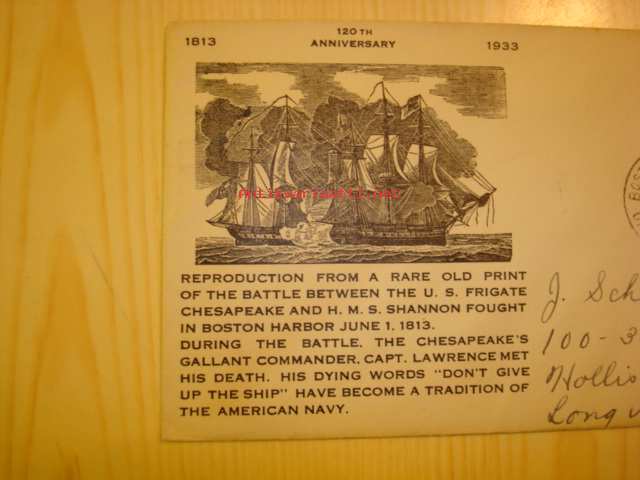 120TH
1813 ANNIVERSARY 1933
REPRODUCTION FROM A RARE OLD PRINT
OF THE BATTLE BETWEEN THE U. S. FRIGATE
CHESAPEAKE AND H. M. S. SHANNON FOUGHT
IN BOSTON HARBOR JUNE 1, 1813.
DURING THE BATTLE, THE CHESAPEAKE'S
GALLANT COMMANDER, CAPT. LAWRENCE MET
HIS DEATH. HIS DYING WORDS "DON'T GIVE
UP THE SHIP" HAVE BECOME A TRADITION OF
THE AMERICAN NAVY.
J. Sch
100-3
Hollis
Long